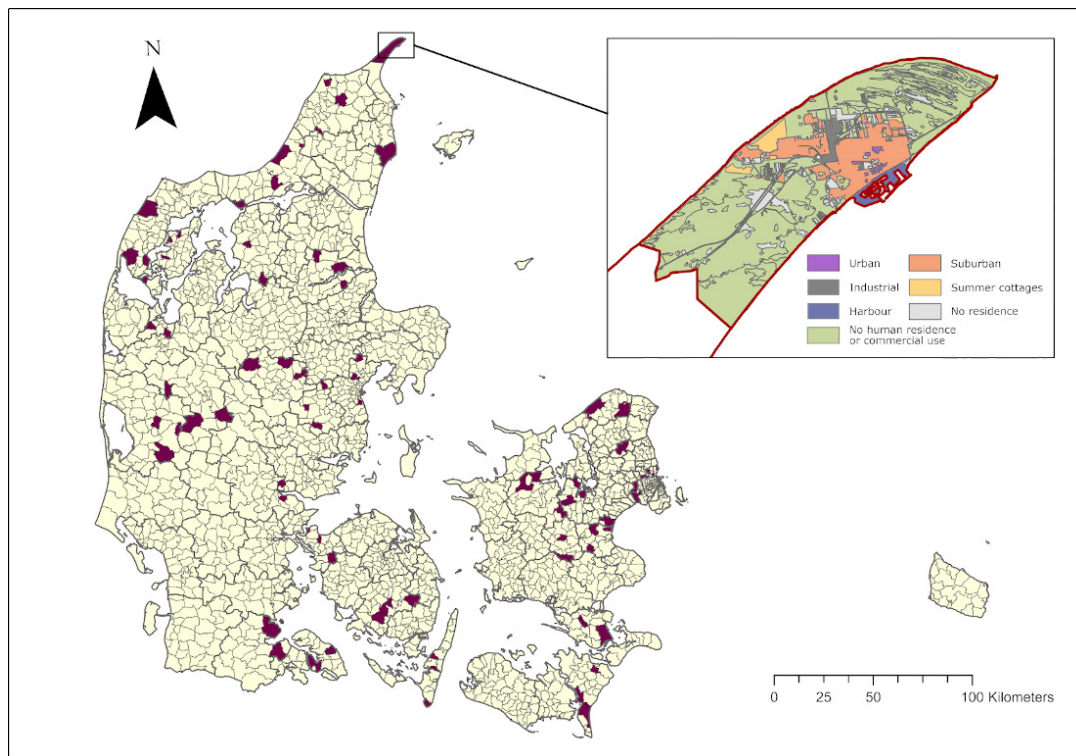 N
Urban
Suburban
Industrial
Summer cottages
Harbour
No residence
No human residence
or commercial use
0 25 50 100 Kilometers